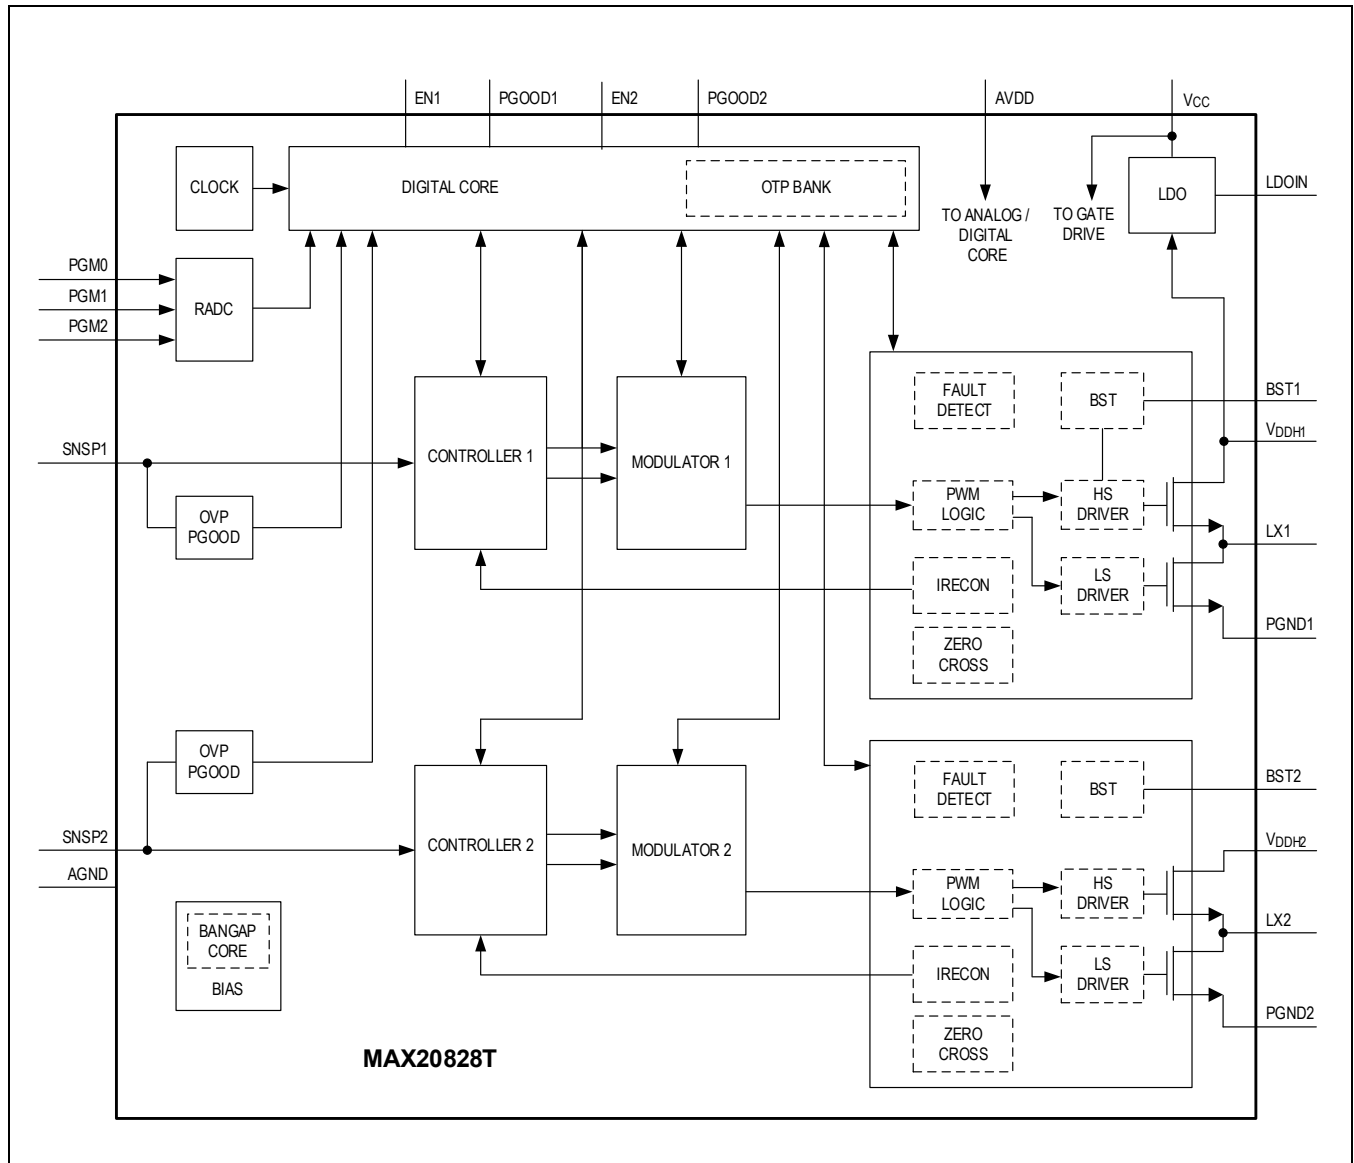 EN1
PGOOD1
EN2
PGOOD2
AVDD
VCC
CLOCK
DIGITAL CORE
OTP BANK
TO ANALOG /
DIGITAL
CORE
TO GATE
DRIVE
LDO
LDOIN
PGM0
PGM1
PGM2
RADC
FAULT
DETECT
BST
BST1
VDDH1
SNSP1
CONTROLLER 1
MODULATOR 1
OVP
PGOOD
PWM
LOGIC
HS
DRIVER
LX1
IRECON
LS
DRIVER
ZERO
CROSS
PGND1
OVP
PGOOD
FAULT
DETECT
BST
BST2
SNSP2
CONTROLLER 2
MODULATOR 2
VDDH2
AGND
PWM
LOGIC
HS
DRIVER
BANGAP
CORE
BIAS
LX2
IRECON
LS
DRIVER
ZERO
CROSS
PGND2
MAX20828T